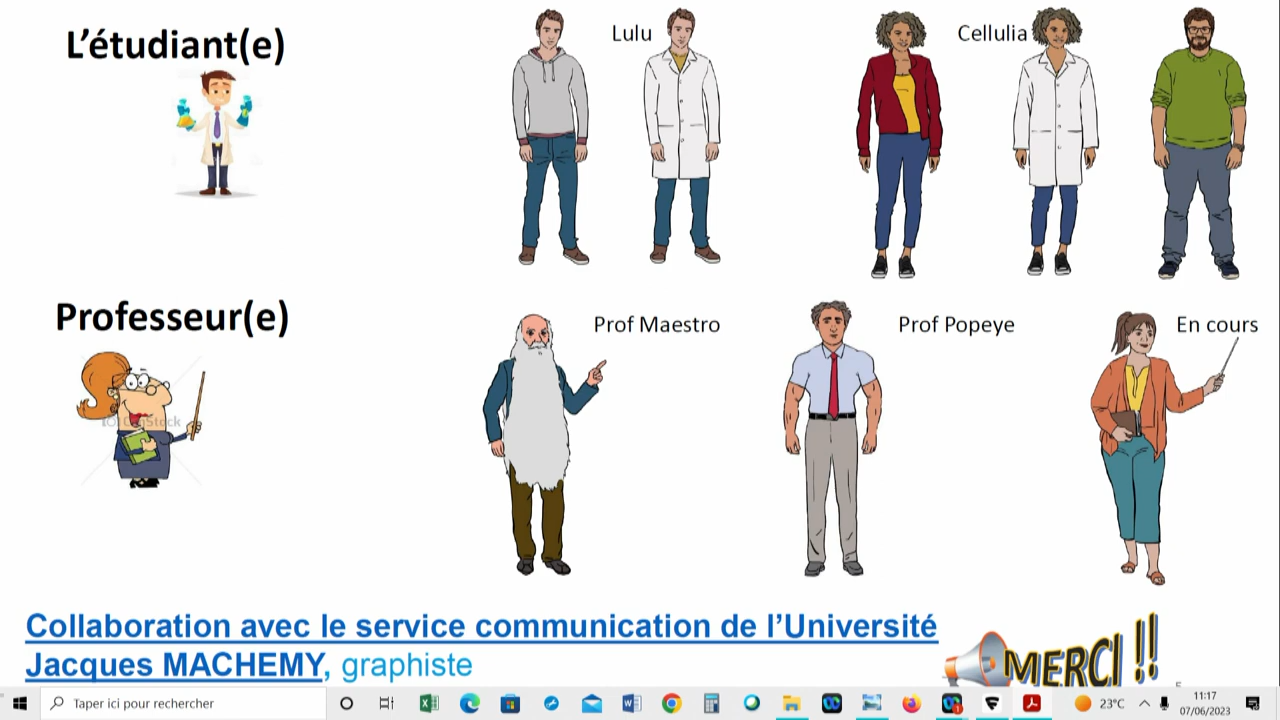 L'étudiant(e)
Lulu
Cellulia
Professeur(e)
Prof Maestro
Prof Popeye
En cours
Collaboration avec le service communication de l'Université
Jacques MACHEMY, graphiste
MERCI !!
Taper ici pour rechercher
23°C
11:17
07/06/2023